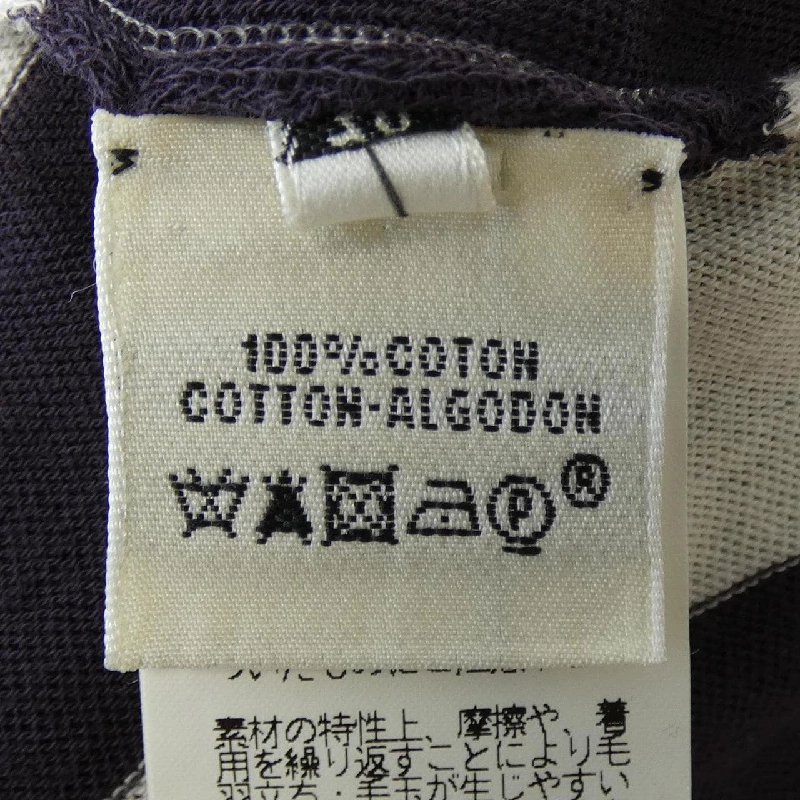 100%COTON
COTTON-ALGODON
P ®
素材の特性上、摩擦や、着
用を繰り返すことにより毛
羽立ち・毛玉が生じやすい